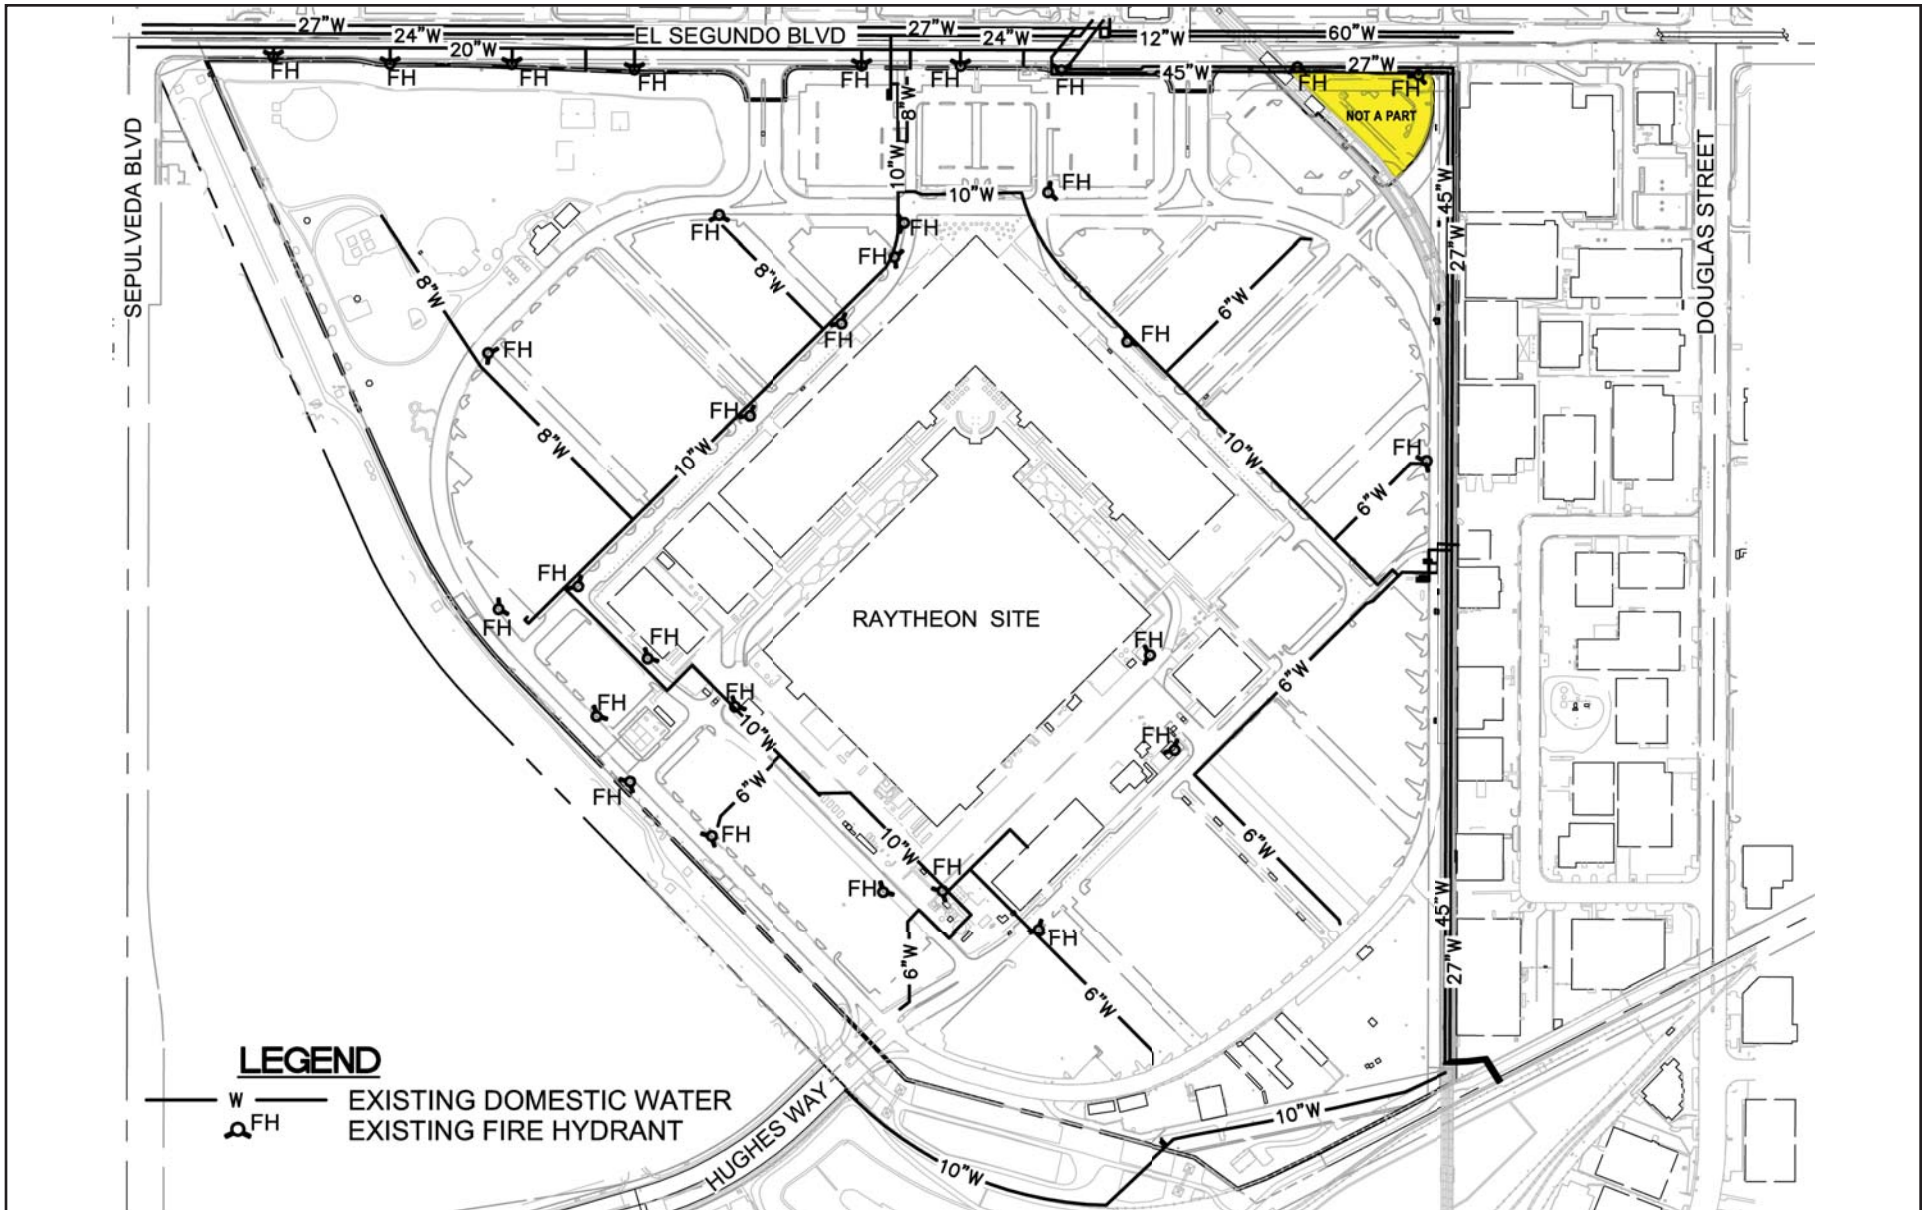 27"W
24"W
20"W
EL SEGUNDO BLVD
27"W
24"W
12"W
60"W
45"W
27"W
FH
FH
FH
FH
FH
FH
FH
FH
FH
NOT A PART
SEPULVEDA BLVD
DOUGLAS STREET
8"W
10"W
10"W
FH
FH
FH
FH
45"W
27"W
8"W
8"W
6"W
FH
FH
FH
FH
8"W
10"W
10"W
FH
6"W
FH
FH
RAYTHEON SITE
FH
FH
6"W
FH
FH
10"W
FH
6"W
FH
FH
10"W
6"W
FH
FH
45"W
27"W
6"W
FH
6"W
LEGEND
W EXISTING DOMESTIC WATER
FH EXISTING FIRE HYDRANT
HUGHES WAY
10"W
10"W